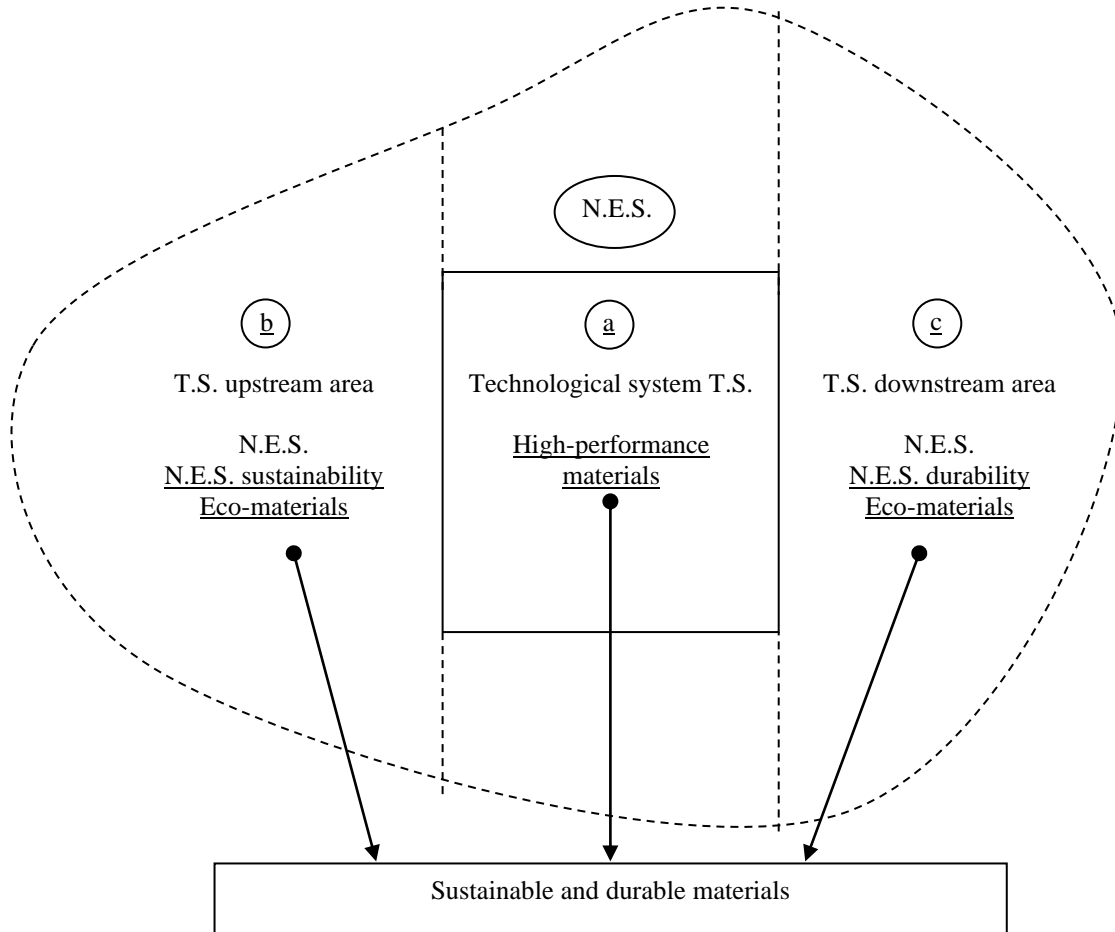 N.E.S.
b
T.S. upstream area
N.E.S.
N.E.S. sustainability
Eco-materials
a
Technological system T.S.
High-performance
materials
c
T.S. downstream area
N.E.S.
N.E.S. durability
Eco-materials
Sustainable and durable materials